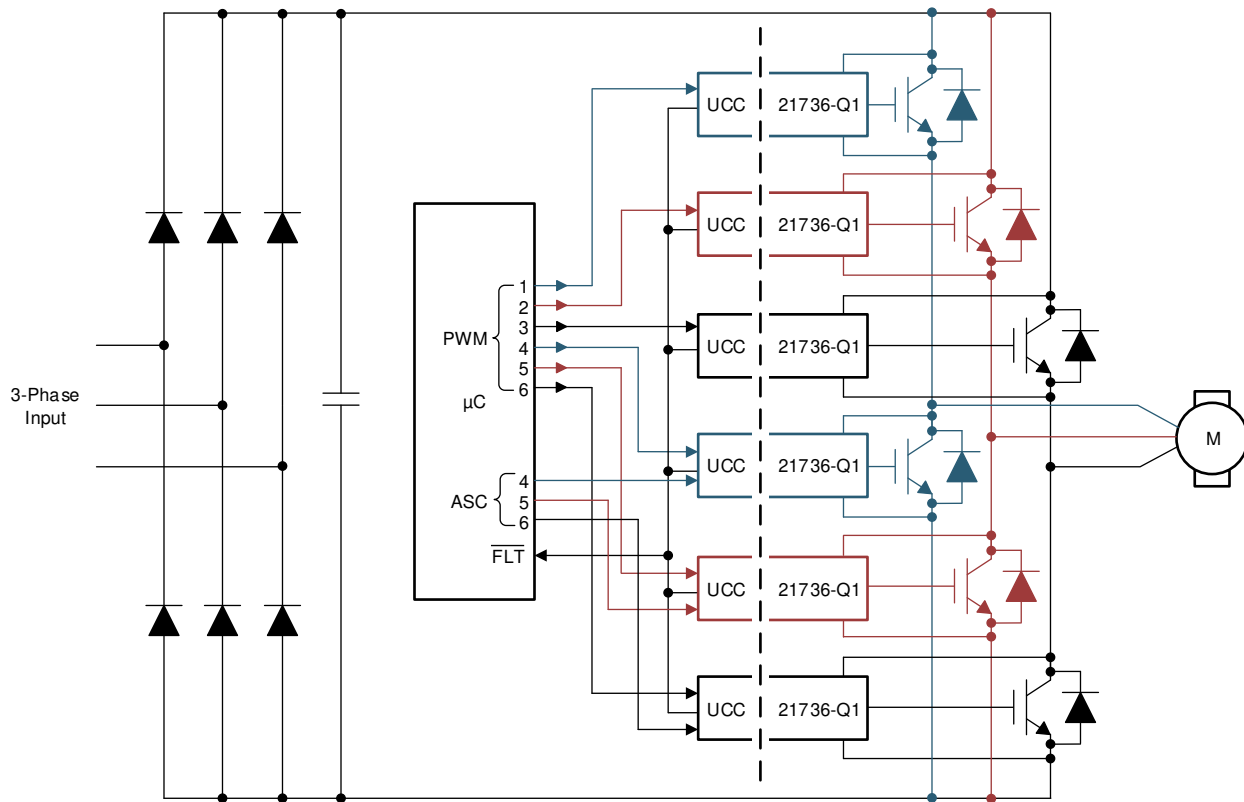 UCC 21736-Q1
UCC 21736-Q1
UCC 21736-Q1
UCC 21736-Q1
UCC 21736-Q1
UCC 21736-Q1
3-Phase
Input
PWM
1
2
3
4
5
6
µC
ASC
4
5
6
FLT
M